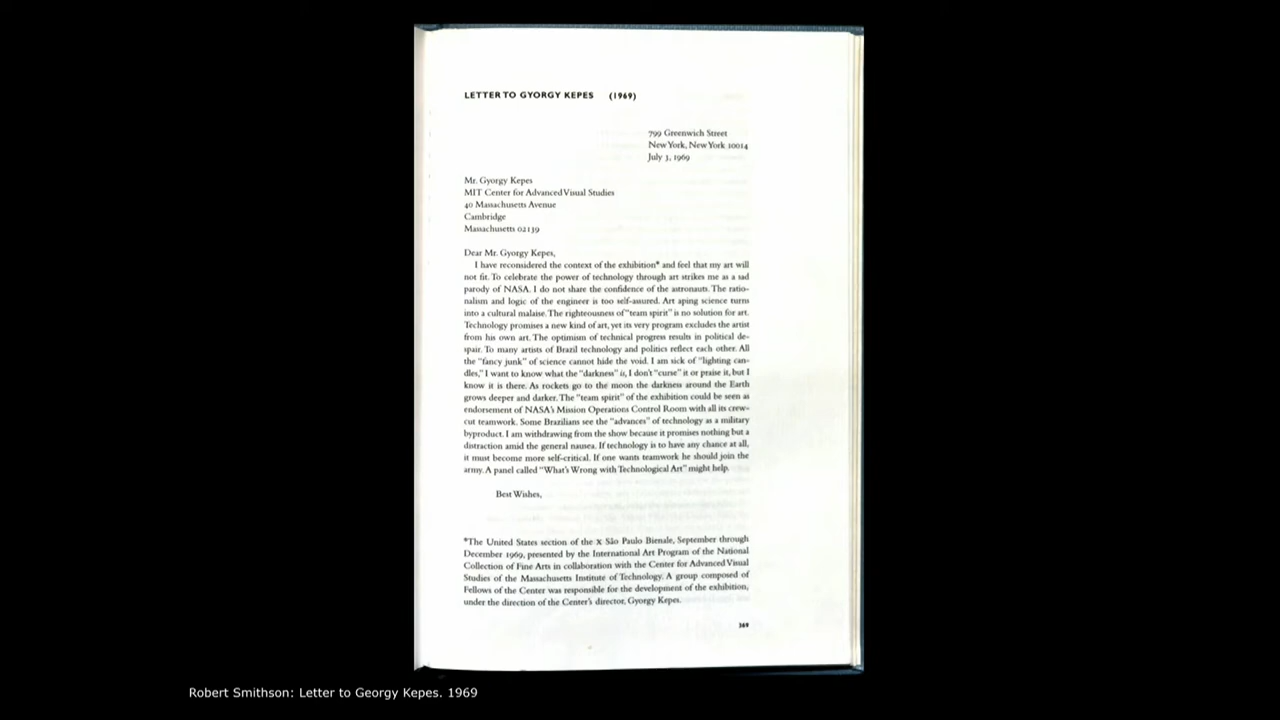 LETTER TO GYORGY KEPES (1969)
799 Greenwich Street
New York, New York 10014
July 3, 1969
Mr. Gyorgy Kepes
MIT Center for Advanced Visual Studies
40 Massachusetts Avenue
Cambridge
Massachusetts 02139
Dear Mr. Gyorgy Kepes,
I have reconsidered the context of the exhibition* and feel that my art will
not fit. To celebrate the power of technology through art strikes me as a sad
parody of NASA. I do not share the confidence of the astronauts. The ratio-
nalism and logic of the engineer is too self-assured. Art aping science turns
into a cultural malaise. The righteousness of "team spirit" is no solution for art.
Technology promises a new kind of art, yet its very program excludes the artist
from his own art. The optimism of technical progress results in political de-
spair. To many artists of Brazil technology and politics reflect each other. All
the "fancy junk" of science cannot hide the void. I am sick of "lighting can-
dles," I want to know what the "darkness" is, I don't "curse" it or praise it, but I
know it is there. As rockets go to the moon the darkness around the Earth
grows deeper and darker. The "team spirit" of the exhibition could be seen as
endorsement of NASA's Mission Operations Control Room with all its crew-
cut teamwork. Some Brazilians see the "advances" of technology as a military
byproduct. I am withdrawing from the show because it promises nothing but a
distraction amid the general nausea. If technology is to have any chance at all,
it must become more self-critical. If one wants teamwork he should join the
army. A panel called "What's Wrong with Technological Art" might help.
Best Wishes,
*The United States section of the X São Paulo Bienale, September through
December 1969, presented by the International Art Program of the National
Collection of Fine Arts in collaboration with the Center for Advanced Visual
Studies of the Massachusetts Institute of Technology. A group composed of
Fellows of the Center was responsible for the development of the exhibition,
under the direction of the Center's director, Gyorgy Kepes.
369
Robert Smithson: Letter to Georgy Kepes. 1969